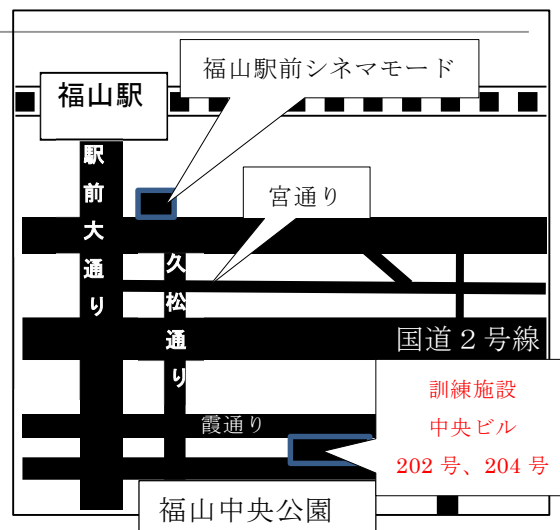 福山駅前シネマモード
福山駅
駅前大通り
宮通り
久松通り
国道２号線
霞通り
訓練施設
中央ビル
202 号、204 号
福山中央公園